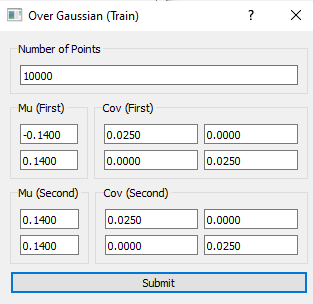 Over Gaussian (Train) ?
Number of Points
10000
Mu (First) Cov (First)
-0.1400 0.0250 0.0000
0.1400 0.0000 0.0250
Mu (Second) Cov (Second)
0.1400 0.0250 0.0000
0.1400 0.0000 0.0250
Submit